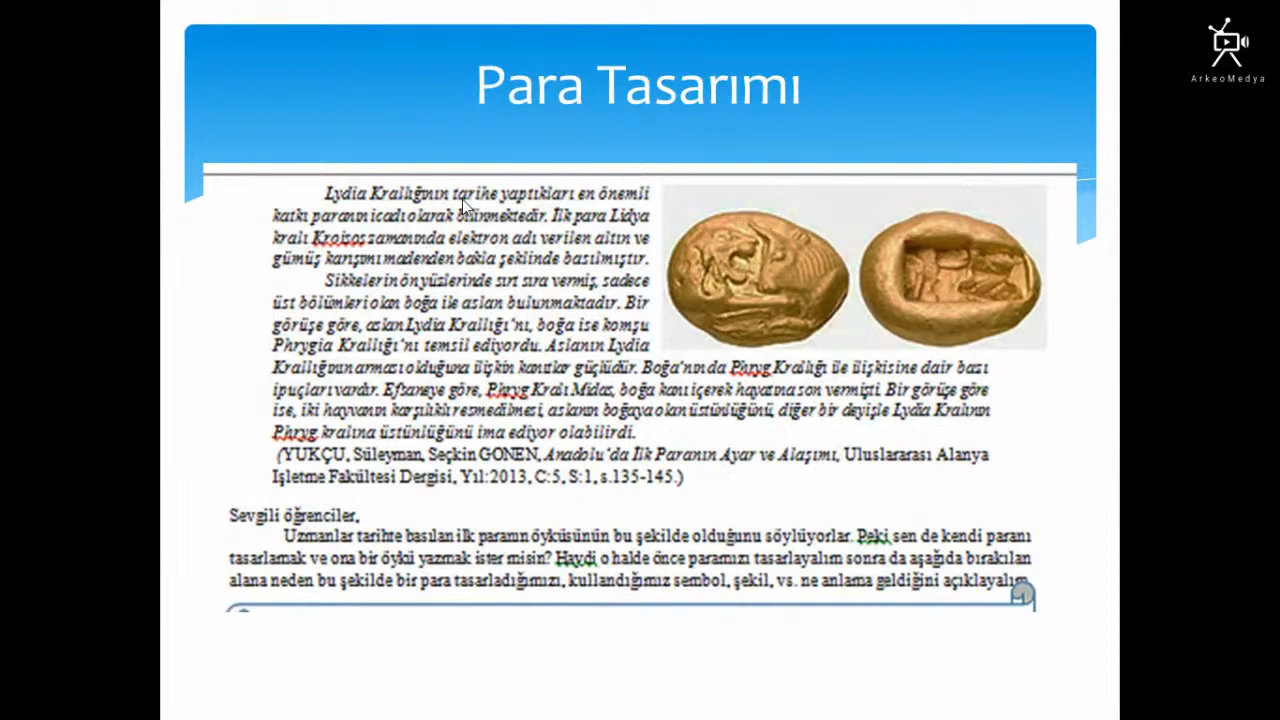 Para Tasarımı
ArkeoMedya
Lydia Krallığının tarihe yaptıkları en önemli
katkı paranın icadı olarak bilinmektedir. İlk para Lidya
kralı Kroisos zamanında elektron adı verilen altın ve
gümüş karışımı madenden bakla şeklinde basılmıştır.
Sikkelerin ön yüzlerinde sırt sıra vermiş, sadece
üst bölümleri olan boğa ile aslan bulunmaktadır. Bir
görüşe göre, aslan Lydia Krallığı'nı, boğa ise komşu
Phrygia Krallığı'nı temsil ediyordu. Aslanın Lydia
Krallığının arması olduğuna ilişkin kanıtlar güçlüdür. Boğa'nın da Phryg Krallığı ile ilişkisine dair bazı
ipuçları vardır. Efsaneye göre, Phryg Kralı Midas, boğa kanı içerek hayatına son vermişti. Bir görüşe göre
ise, iki hayvanın karşılıklı resmedilmesi, aslanın boğaya olan üstünlüğünü, diğer bir deyişle Lydia Kralının
Phryg kralına üstünlüğünü ima ediyor olabilirdi.
(YUKÇU, Süleyman, Seçkin GÖNEN, Anadolu'da İlk Paranın Ayar ve Alaşımı, Uluslararası Alanya
İşletme Fakültesi Dergisi, Yıl:2013, C:5, S:1, s.135-145.)
Sevgili öğrenciler,
Uzmanlar tarihte basılan ilk paranın öyküsünün bu şekilde olduğunu söylüyorlar. Peki sen de kendi paranı
tasarlamak ve ona bir öykü yazmak ister misin? Haydi o halde önce paramızı tasarlayalım sonra da aşağıda bırakılan
alana neden bu şekilde bir para tasarladığımızı, kullandığımız sembol, şekil, vs. ne anlama geldiğini açıklayalım.